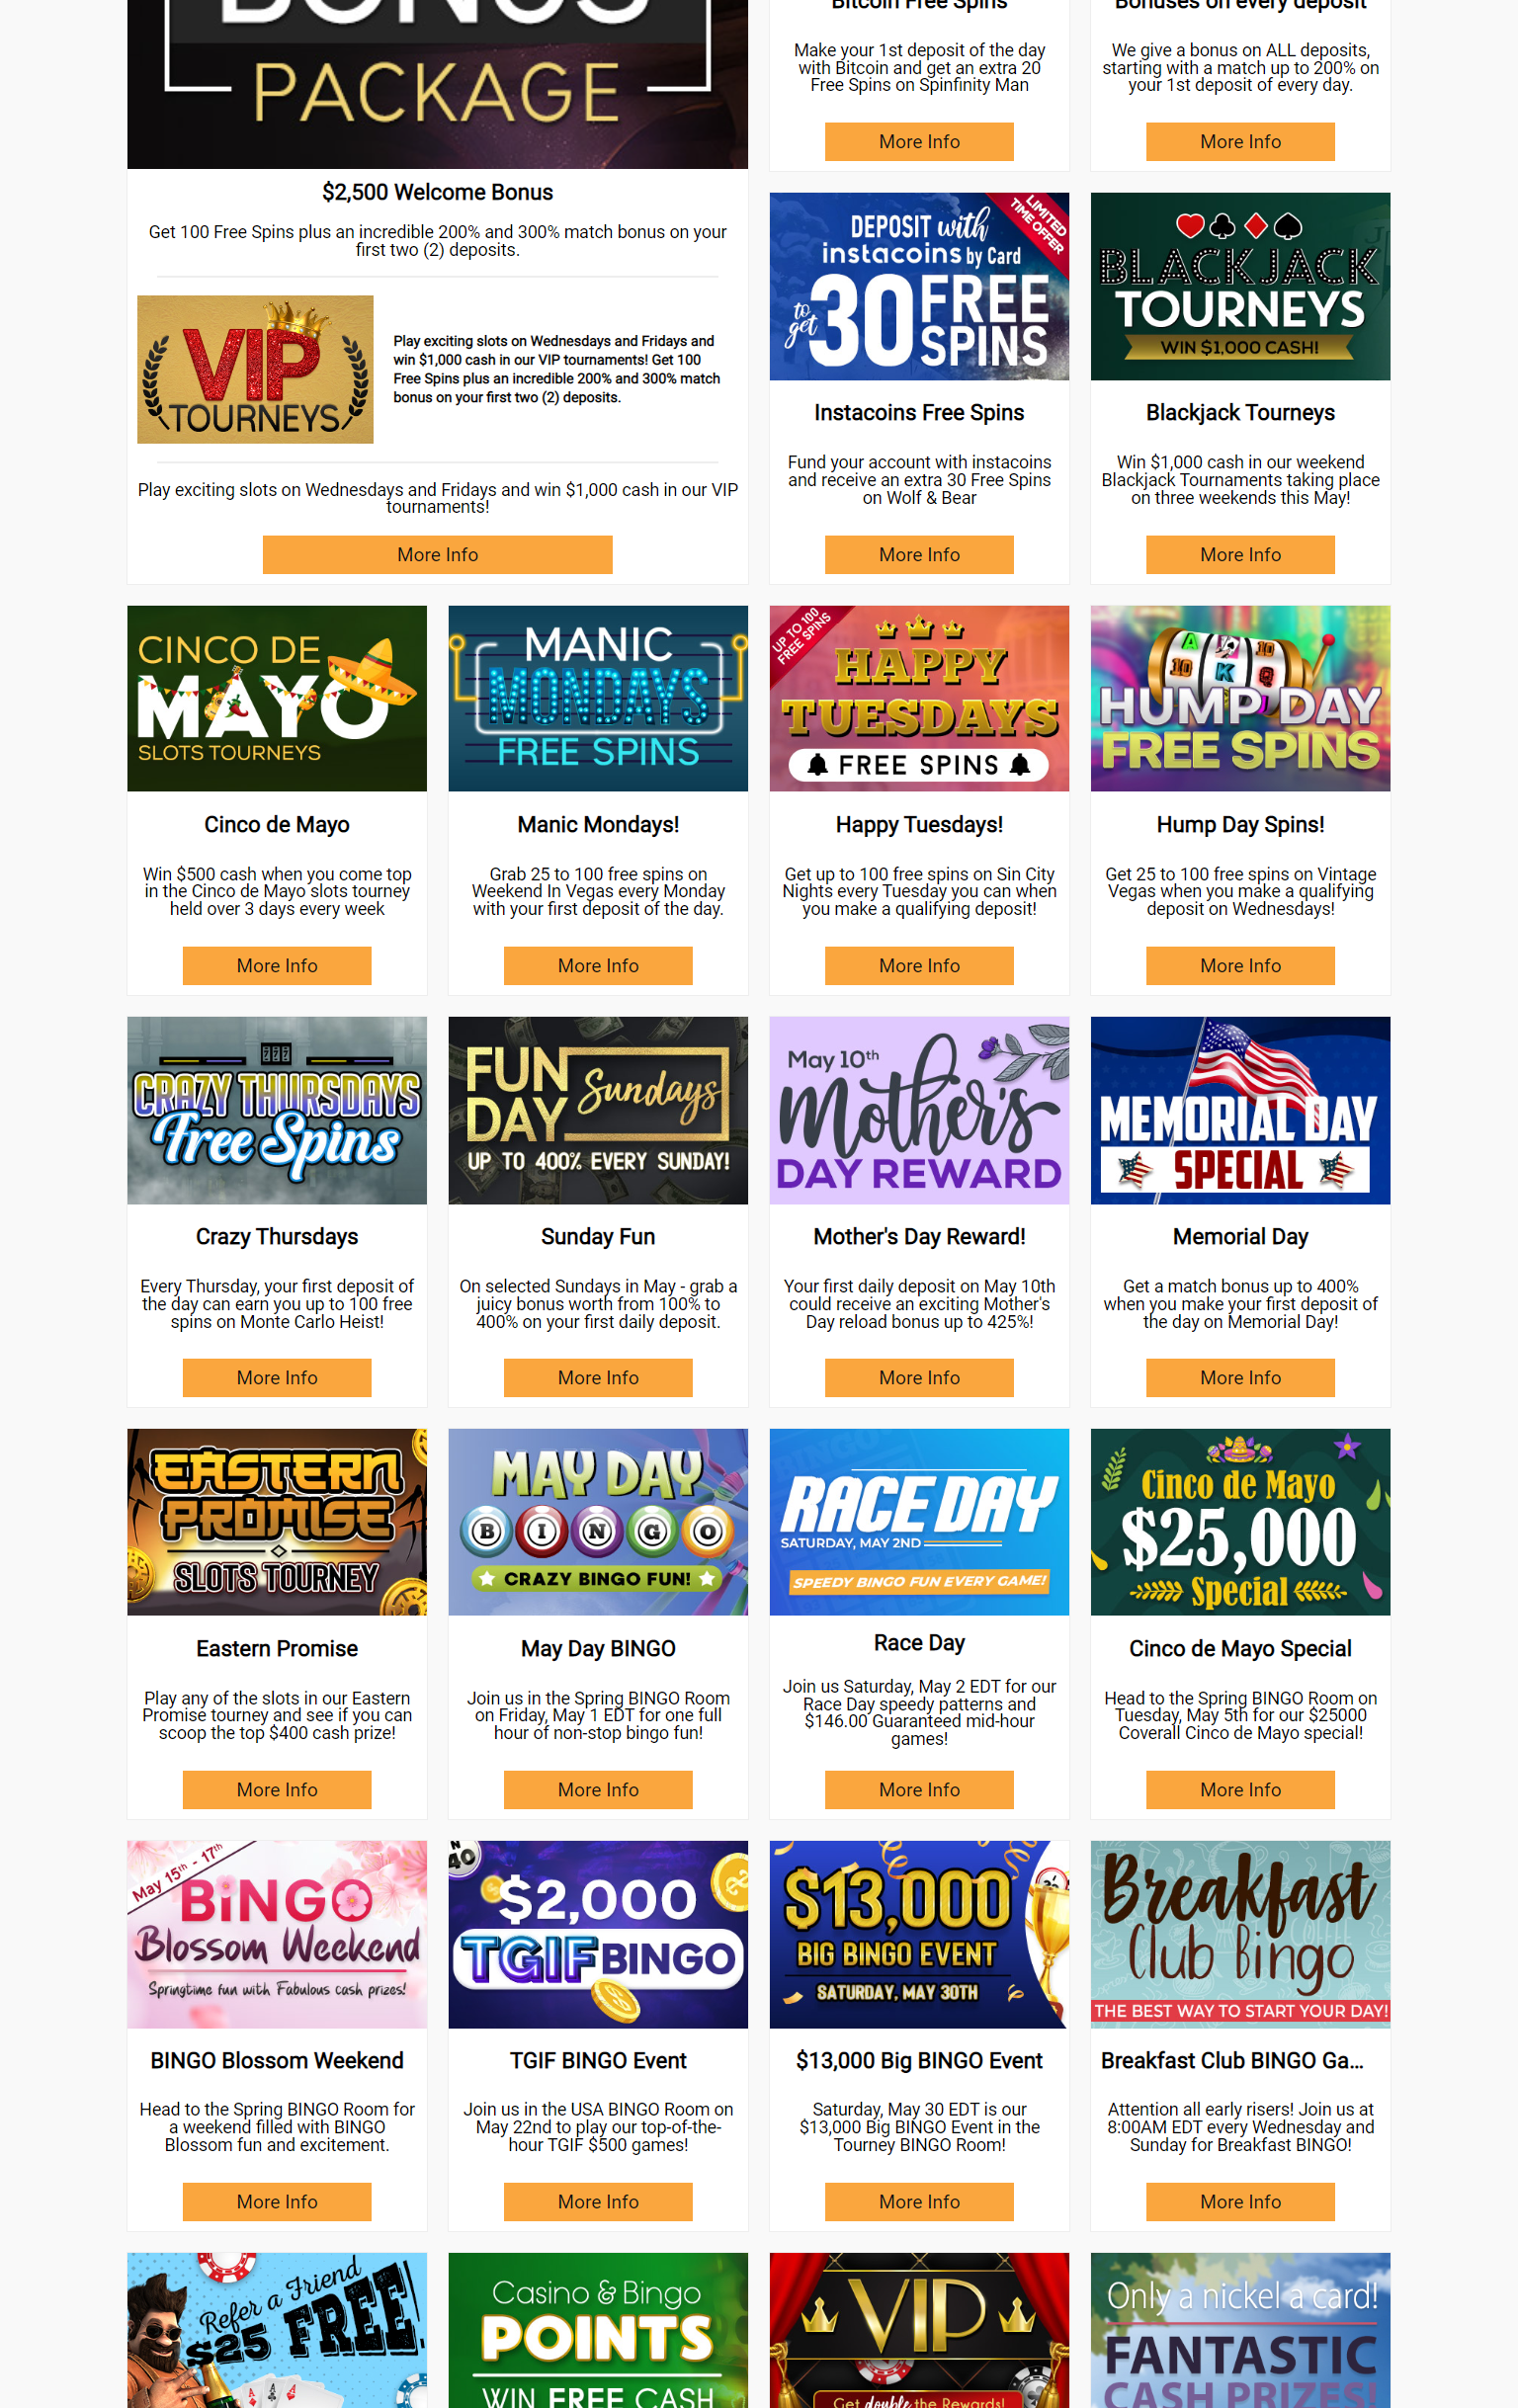 BONUS
PACKAGE
$2,500 Welcome Bonus
Get 100 Free Spins plus an incredible 200% and 300% match bonus on your
first two (2) deposits.
VIP
TOURNEYS
Play exciting slots on Wednesdays and Fridays and
win $1,000 cash in our VIP tournaments! Get 100
Free Spins plus an incredible 200% and 300% match
bonus on your first two (2) deposits.
Play exciting slots on Wednesdays and Fridays and win $1,000 cash in our VIP
tournaments!
More Info
Bitcoin Free Spins
Make your 1st deposit of the day
with Bitcoin and get an extra 20
Free Spins on Spinfinity Man
More Info
Bonuses on every deposit
We give a bonus on ALL deposits,
starting with a match up to 200% on
your 1st deposit of every day.
More Info
LIMITED
TIME OFFER
DEPOSIT with
instacoins by Card
to get 30 FREE
SPINS
Instacoins Free Spins
Fund your account with instacoins
and receive an extra 30 Free Spins
on Wolf & Bear
More Info
BLACKJACK
TOURNEYS
WIN $1,000 CASH!
Blackjack Tourneys
Win $1,000 cash in our weekend
Blackjack Tournaments taking place
on three weekends this May!
More Info
CINCO DE
MAYO
SLOTS TOURNEYS
Cinco de Mayo
Win $500 cash when you come top
in the Cinco de Mayo slots tourney
held over 3 days every week
More Info
MANIC
MONDAYS
FREE SPINS
Manic Mondays!
Grab 25 to 100 free spins on
Weekend In Vegas every Monday
with your first deposit of the day.
More Info
UP TO 100
FREE SPINS
HAPPY
TUESDAYS
FREE SPINS
Happy Tuesdays!
Get up to 100 free spins on Sin City
Nights every Tuesday you can when
you make a qualifying deposit!
More Info
A 10
10 K Q
HUMP DAY
FREE SPINS
Hump Day Spins!
Get 25 to 100 free spins on Vintage
Vegas when you make a qualifying
deposit on Wednesdays!
More Info
777
CRAZY THURSDAYS
Free Spins
Crazy Thursdays
Every Thursday, your first deposit of
the day can earn you up to 100 free
spins on Monte Carlo Heist!
More Info
FUN
DAY Sundays
UP TO 400% EVERY SUNDAY!
Sunday Fun
On selected Sundays in May - grab a
juicy bonus worth from 100% to
400% on your first daily deposit.
More Info
May 10th
Mother's
DAY REWARD
Mother's Day Reward!
Your first daily deposit on May 10th
could receive an exciting Mother's
Day reload bonus up to 425%!
More Info
MEMORIAL DAY
SPECIAL
Memorial Day
Get a match bonus up to 400%
when you make your first deposit of
the day on Memorial Day!
More Info
EASTERN
PROMISE
SLOTS TOURNEY
Eastern Promise
Play any of the slots in our Eastern
Promise tourney and see if you can
scoop the top $400 cash prize!
More Info
MAY DAY
BINGO
CRAZY BINGO FUN!
May Day BINGO
Join us in the Spring BINGO Room
on Friday, May 1 EDT for one full
hour of non-stop bingo fun!
More Info
RACE DAY
SATURDAY, MAY 2ND
SPEEDY BINGO FUN EVERY GAME!
Race Day
Join us Saturday, May 2 EDT for our
Race Day speedy patterns and
$146.00 Guaranteed mid-hour
games!
More Info
Cinco de Mayo
$25,000
Special
Cinco de Mayo Special
Head to the Spring BINGO Room on
Tuesday, May 5th for our $25000
Coverall Cinco de Mayo special!
More Info
May 15th - 17th
BINGO
Blossom Weekend
Springtime fun with Fabulous cash prizes!
BINGO Blossom Weekend
Head to the Spring BINGO Room for
a weekend filled with BINGO
Blossom fun and excitement.
More Info
N
40
$2,000
TGIF BINGO
TGIF BINGO Event
Join us in the USA BINGO Room on
May 22nd to play our top-of-the-
hour TGIF $500 games!
More Info
$13,000
BIG BINGO EVENT
SATURDAY, MAY 30TH
$13,000 Big BINGO Event
Saturday, May 30 EDT is our
$13,000 Big BINGO Event in the
Tourney BINGO Room!
More Info
Breakfast
Club Bingo
THE BEST WAY TO START YOUR DAY!
Breakfast Club BINGO Ga...
Attention all early risers! Join us at
8:00AM EDT every Wednesday and
Sunday for Breakfast BINGO!
More Info
Refer a Friend
$25 FREE!
Casino & Bingo
POINTS
WIN FREE CASH
VIP
Get double the Rewards!
Only a nickel a card!
FANTASTIC
CASH PRIZES!